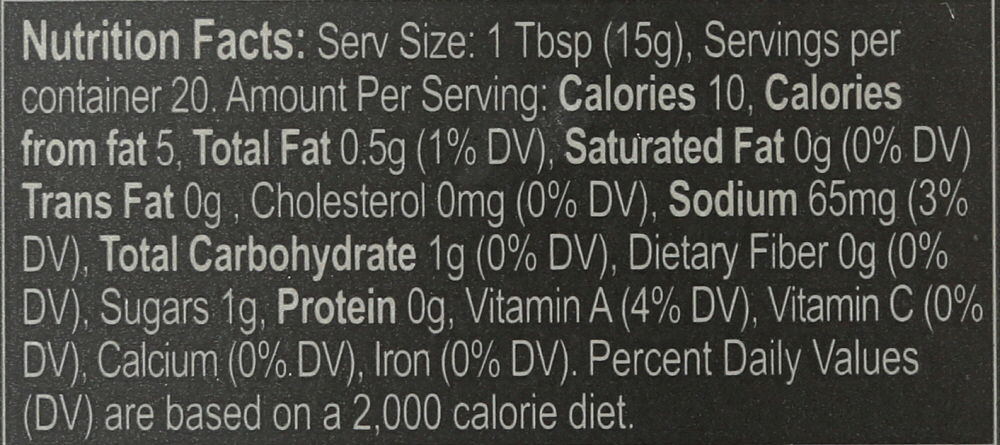 Nutrition Facts: Serv Size: 1 Tbsp (15g), Servings per
container 20. Amount Per Serving: Calories 10, Calories
from fat 5, Total Fat 0.5g (1% DV), Saturated Fat 0g (0% DV)
Trans Fat 0g , Cholesterol 0mg (0% DV), Sodium 65mg (3%
DV), Total Carbohydrate 1g (0% DV), Dietary Fiber 0g (0%
DV), Sugars 1g, Protein 0g, Vitamin A (4% DV), Vitamin C (0%
DV), Calcium (0% DV), Iron (0% DV). Percent Daily Values
(DV) are based on a 2,000 calorie diet.